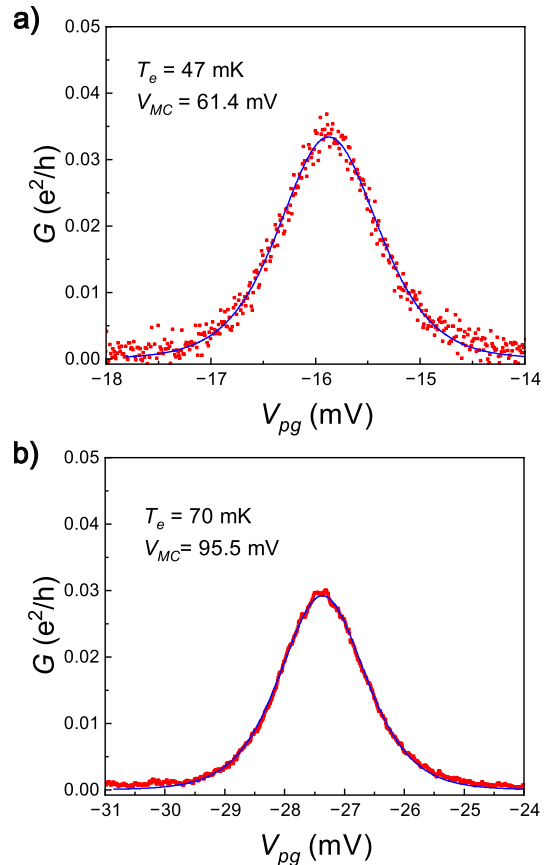 a)
0.05
0.04
0.03
0.02
0.01
0.00
G (e²/h)
Tₑ = 47 mK
V_MC = 61.4 mV
−18 −17 −16 −15 −14
V_pg (mV)
b)
0.05
0.04
0.03
0.02
0.01
0.00
G (e²/h)
Tₑ = 70 mK
V_MC= 95.5 mV
−31 −30 −29 −28 −27 −26 −25 −24
V_pg (mV)